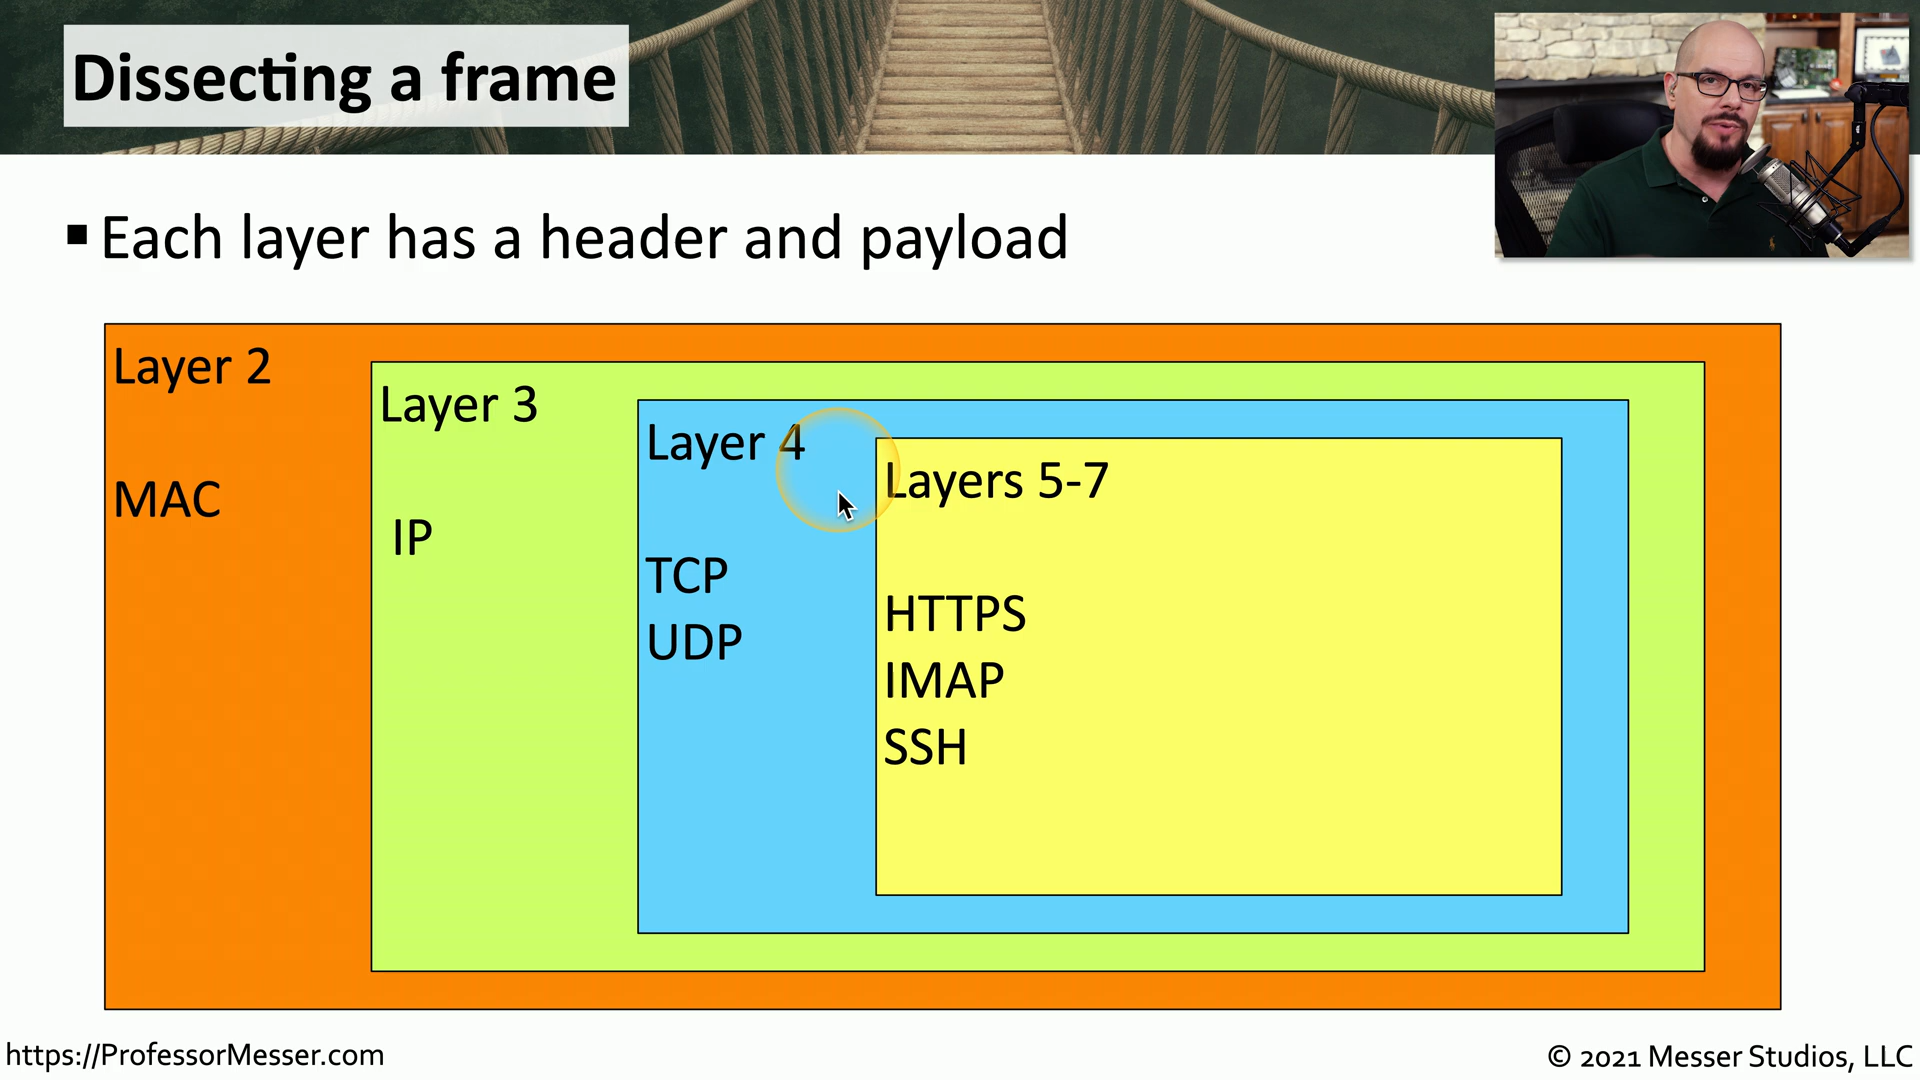 Dissecting a frame
▪ Each layer has a header and payload
Layer 2
MAC
Layer 3
IP
Layer 4
TCP
UDP
Layers 5-7
HTTPS
IMAP
SSH
https://ProfessorMesser.com
© 2021 Messer Studios, LLC